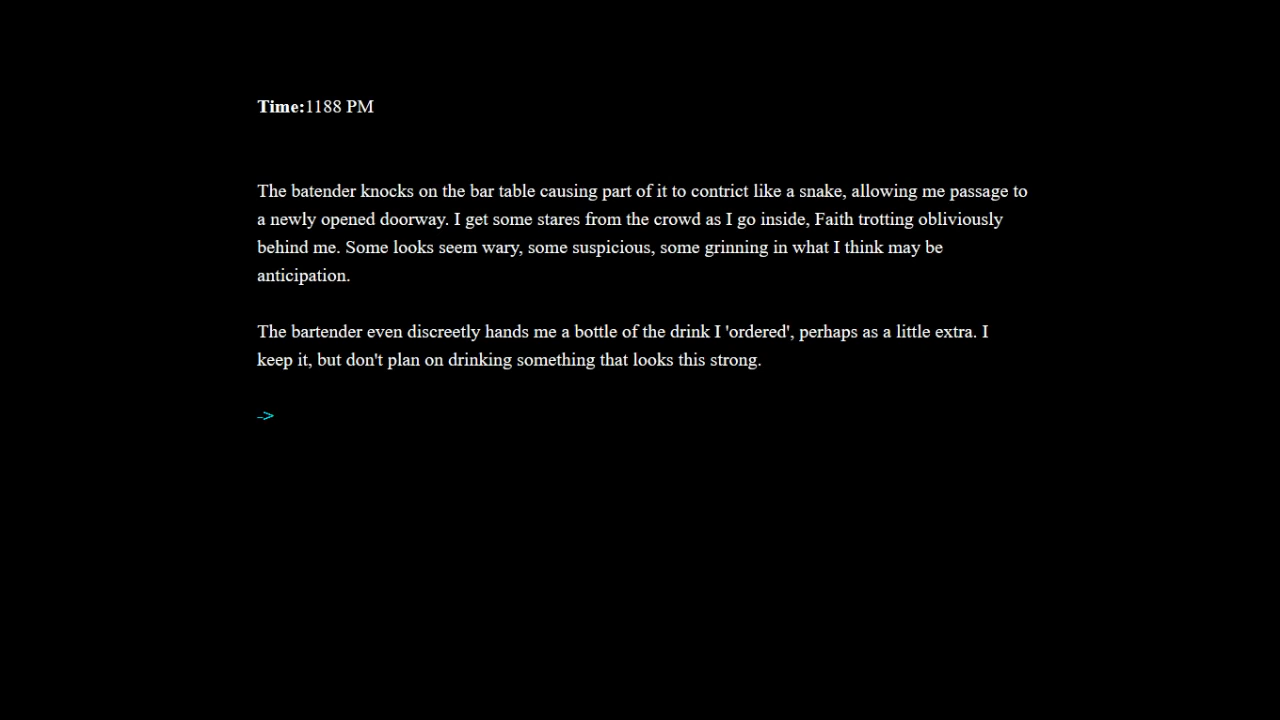 Time:1188 PM
The batender knocks on the bar table causing part of it to contrict like a snake, allowing me passage to
a newly opened doorway. I get some stares from the crowd as I go inside, Faith trotting obliviously
behind me. Some looks seem wary, some suspicious, some grinning in what I think may be
anticipation.
The bartender even discreetly hands me a bottle of the drink I 'ordered', perhaps as a little extra. I
keep it, but don't plan on drinking something that looks this strong.
->